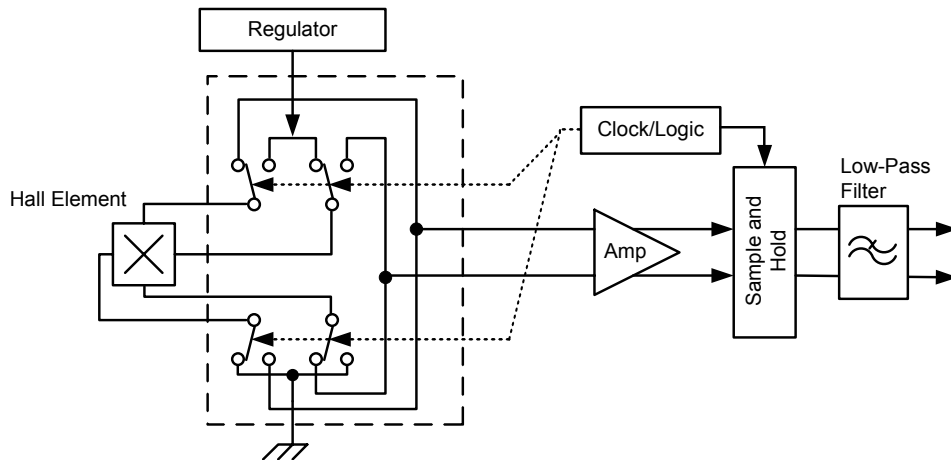 Regulator
Clock/Logic
Low-Pass
Filter
Hall Element
Amp
Sample and
Hold